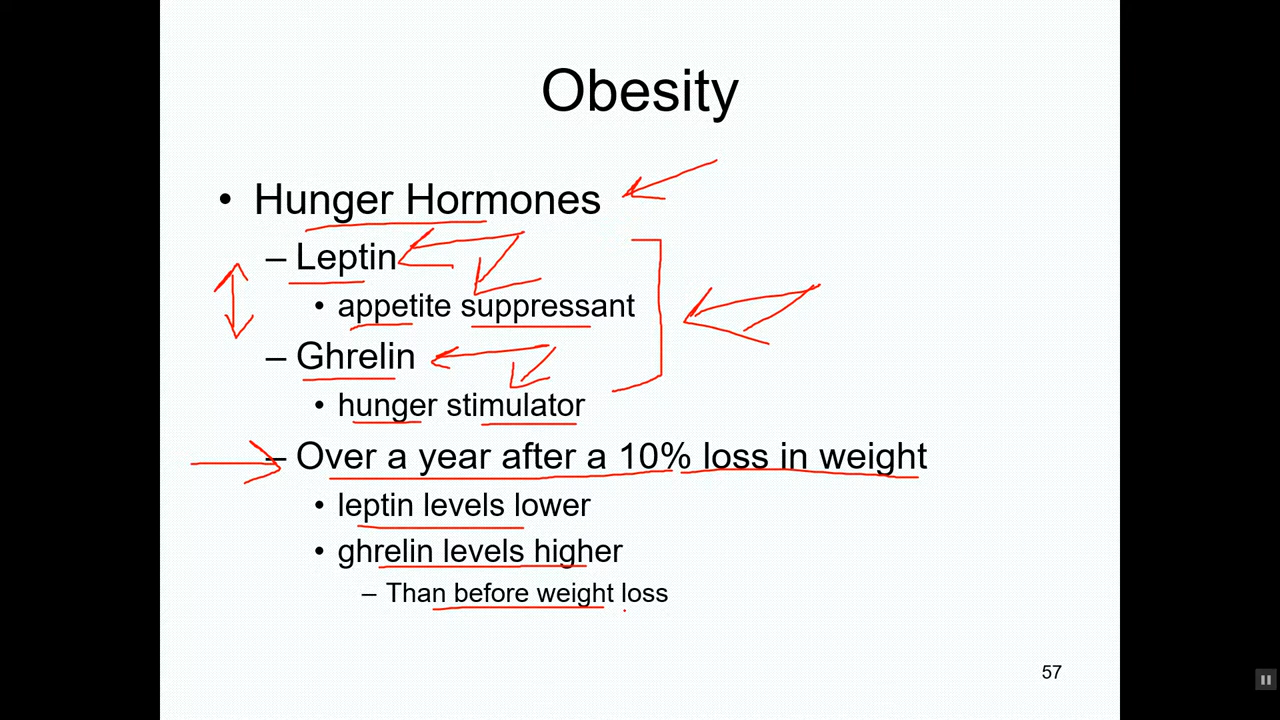 Obesity
• Hunger Hormones
– Leptin
• appetite suppressant
– Ghrelin
• hunger stimulator
– Over a year after a 10% loss in weight
• leptin levels lower
• ghrelin levels higher
– Than before weight loss
57